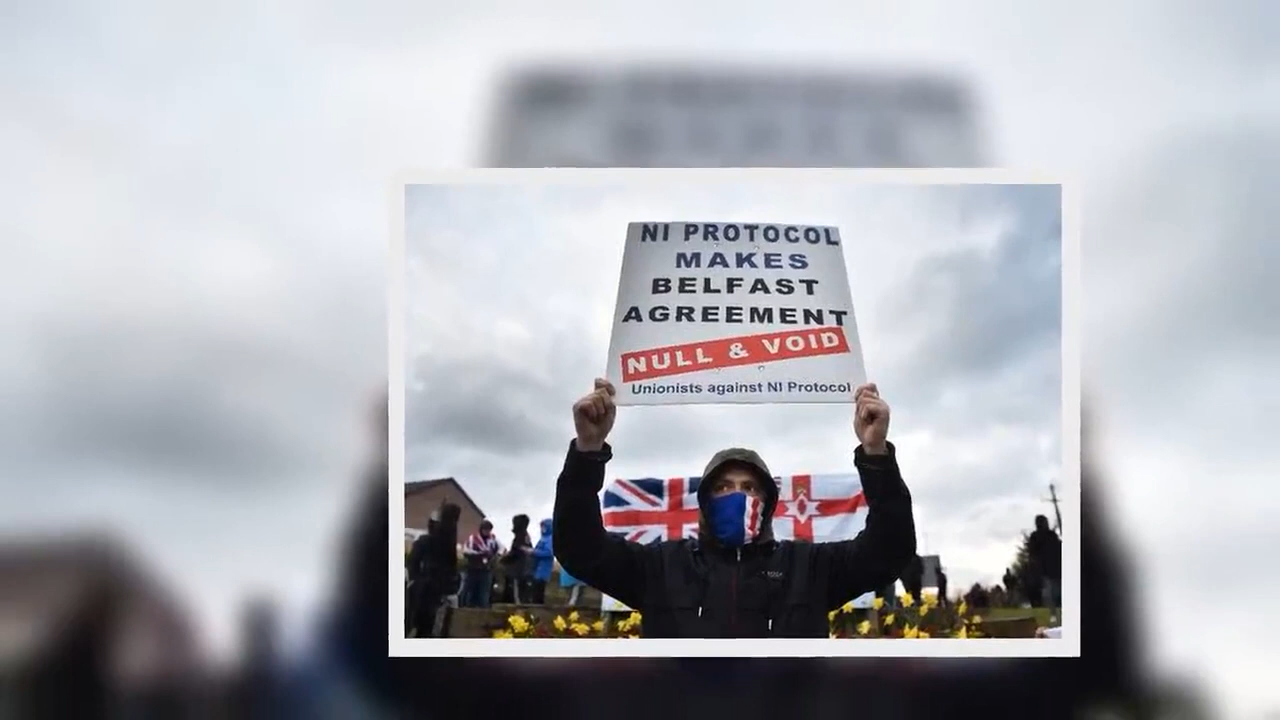 NI PROTOCOL
MAKES
BELFAST
AGREEMENT
NULL & VOID
Unionists against NI Protocol